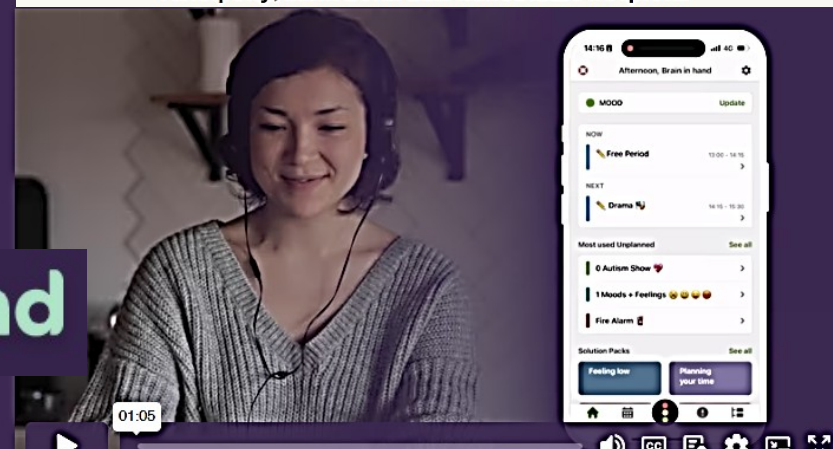 14:16
4G
Afternoon, Brain in hand
MOOD
Update
NOW
Free Period
13:00 - 14:15
NEXT
Drama
14:15 - 15:30
Most used Unplanned
See all
0 Autism Show
1 Moods + Feelings
Fire Alarm
Solution Packs
See all
Feeling low
Planning
your time
nd
01:05
CC